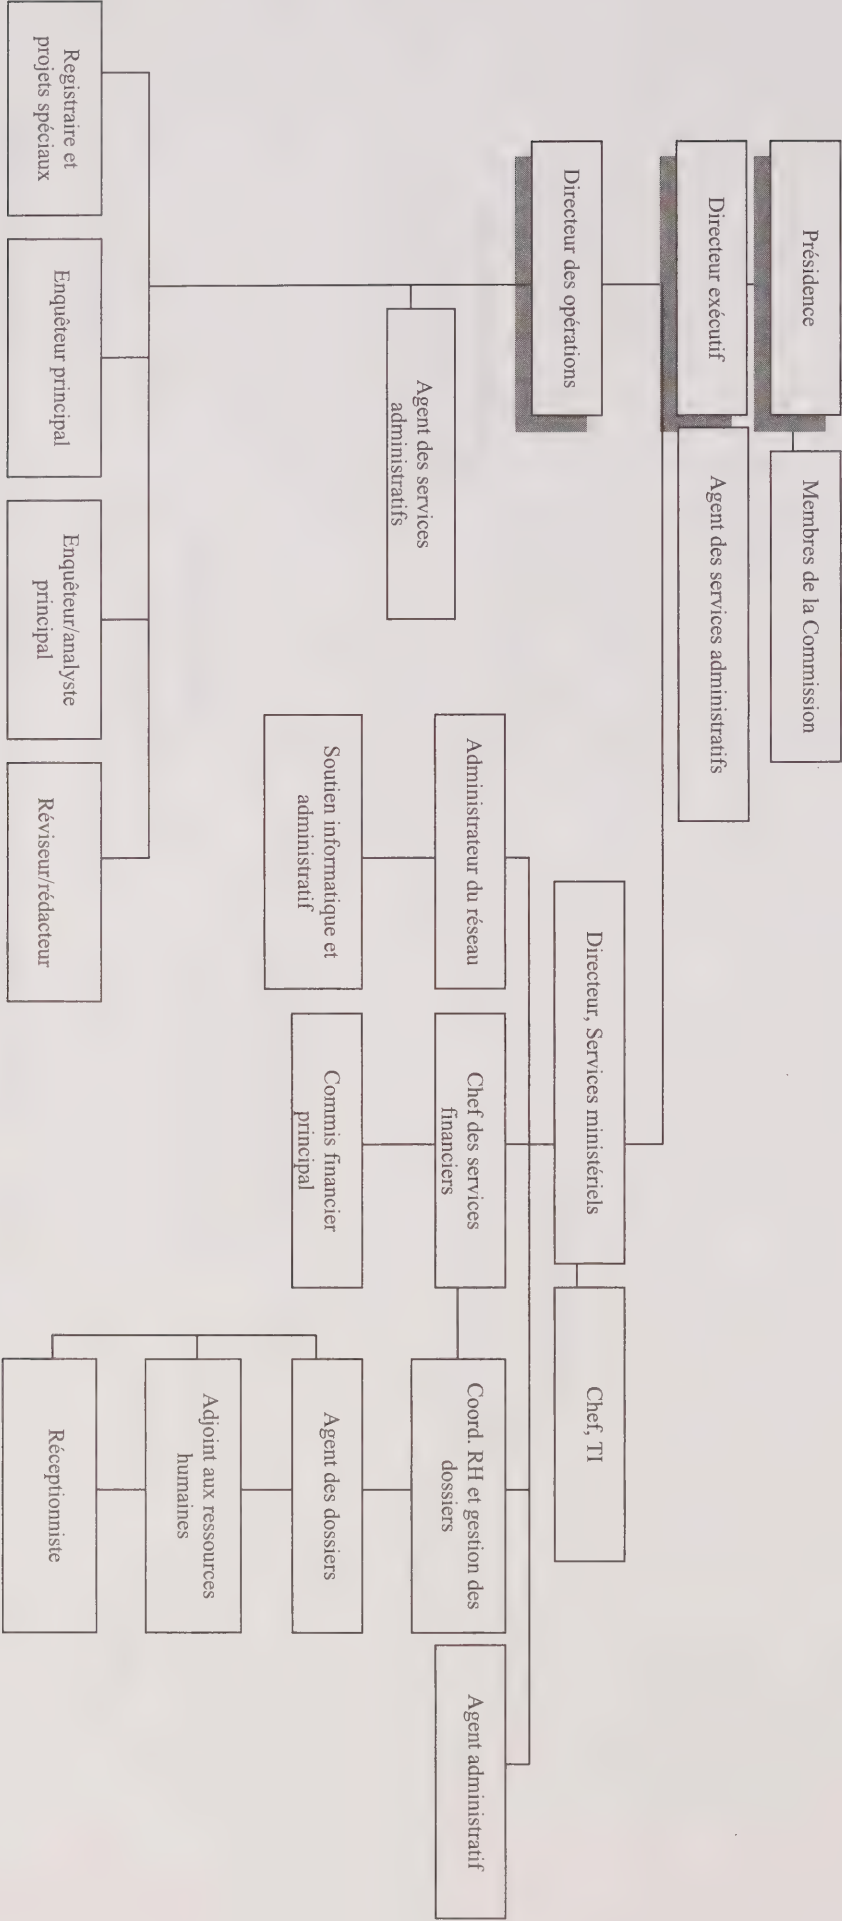 Présidence
Membres de la Commission
Directeur exécutif
Agent des services administratifs
Directeur des opérations
Directeur, Services ministériels
Chef, TI
Agent des services
administratifs
Administrateur du réseau
Chef des services
financiers
Coord. RH et gestion des
dossiers
Agent administratif
Soutien informatique et
administratif
Commis financier
principal
Agent des dossiers
Adjoint aux ressources
humaines
Réceptionniste
Registraire et
projets spéciaux
Enquêteur principal
Enquêteur/analyste
principal
Réviseur/rédacteur